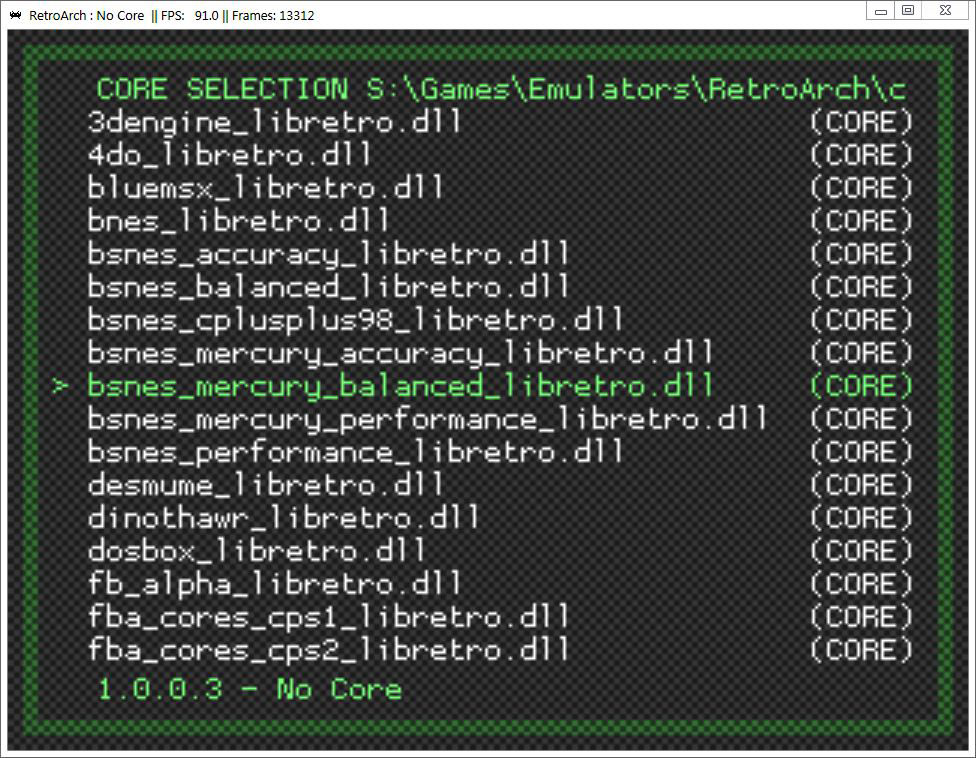 RetroArch : No Core || FPS: 91.0 || Frames: 13312
CORE SELECTION S:\Games\Emulators\RetroArch\c
3dengine_libretro.dll (CORE)
4do_libretro.dll (CORE)
bluemsx_libretro.dll (CORE)
bnes_libretro.dll (CORE)
bsnes_accuracy_libretro.dll (CORE)
bsnes_balanced_libretro.dll (CORE)
bsnes_cplusplus98_libretro.dll (CORE)
bsnes_mercury_accuracy_libretro.dll (CORE)
> bsnes_mercury_balanced_libretro.dll (CORE)
bsnes_mercury_performance_libretro.dll (CORE)
bsnes_performance_libretro.dll (CORE)
desmume_libretro.dll (CORE)
dinothawr_libretro.dll (CORE)
dosbox_libretro.dll (CORE)
fb_alpha_libretro.dll (CORE)
fba_cores_cps1_libretro.dll (CORE)
fba_cores_cps2_libretro.dll (CORE)
1.0.0.3 - No Core